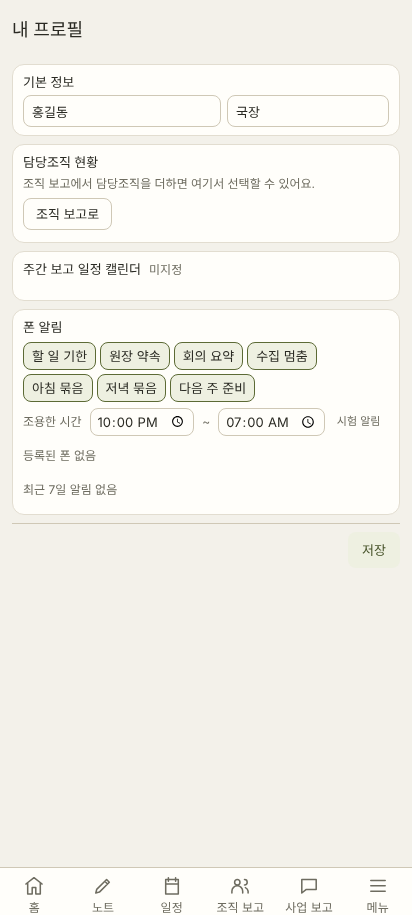 내 프로필
기본 정보
홍길동 국장
담당조직 현황
조직 보고에서 담당조직을 더하면 여기서 선택할 수 있어요.
조직 보고로
주간 보고 일정 캘린더 미지정
폰 알림
할 일 기한 원장 약속 회의 요약 수집 멈춤
아침 묶음 저녁 묶음 다음 주 준비
조용한 시간 10:00 PM ~ 07:00 AM 시험 알림
등록된 폰 없음
최근 7일 알림 없음
저장
홈 노트 일정 조직 보고 사업 보고 메뉴